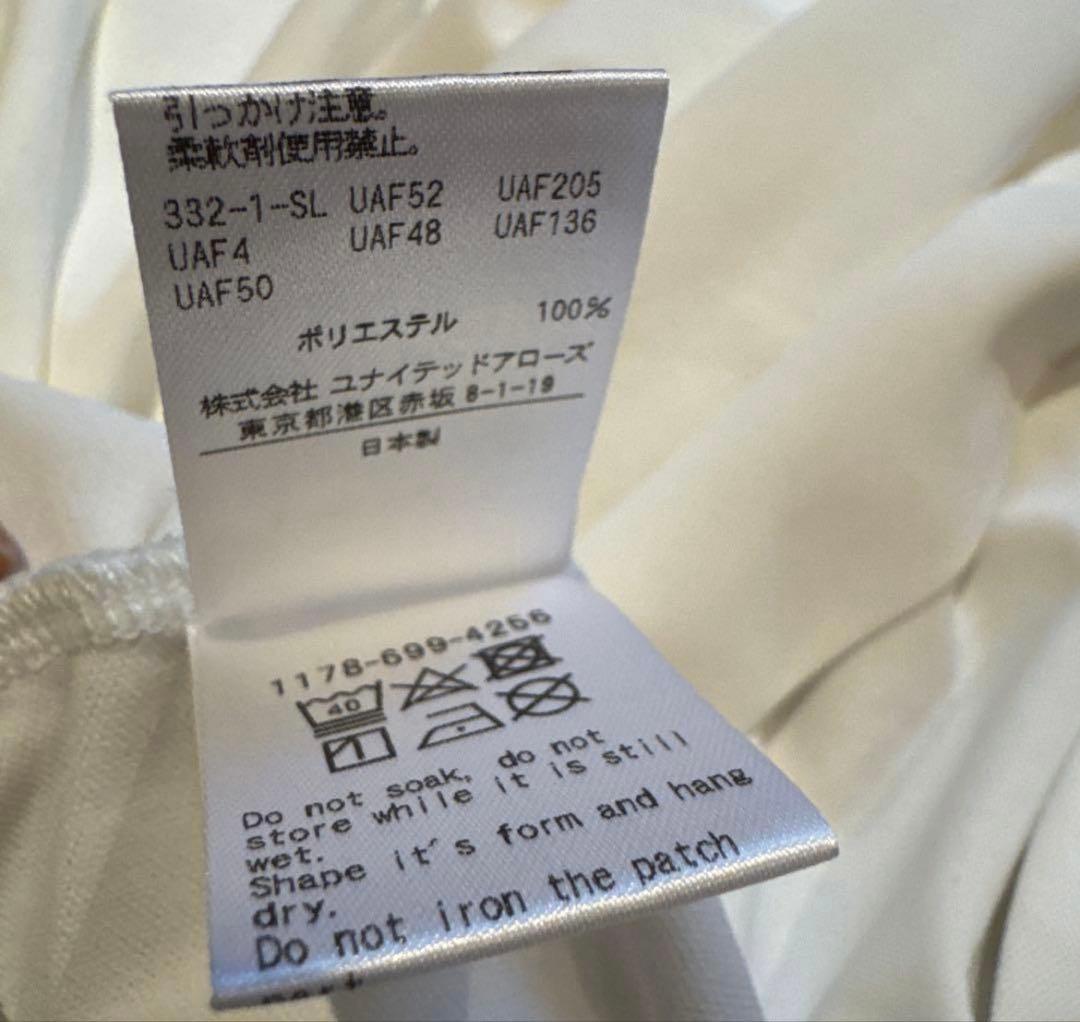 引っかけ注意。
柔軟剤使用禁止。
332-1-SL UAF52 UAF205
UAF4 UAF48 UAF136
UAF50
ポリエステル 100%
株式会社 ユナイテッドアローズ
東京都港区赤坂 8-1-19
日本製
1178-699-4256
40
Do not soak, do not
store while it is still
wet.
Shape it's form and hang
dry.
Do not iron the patch